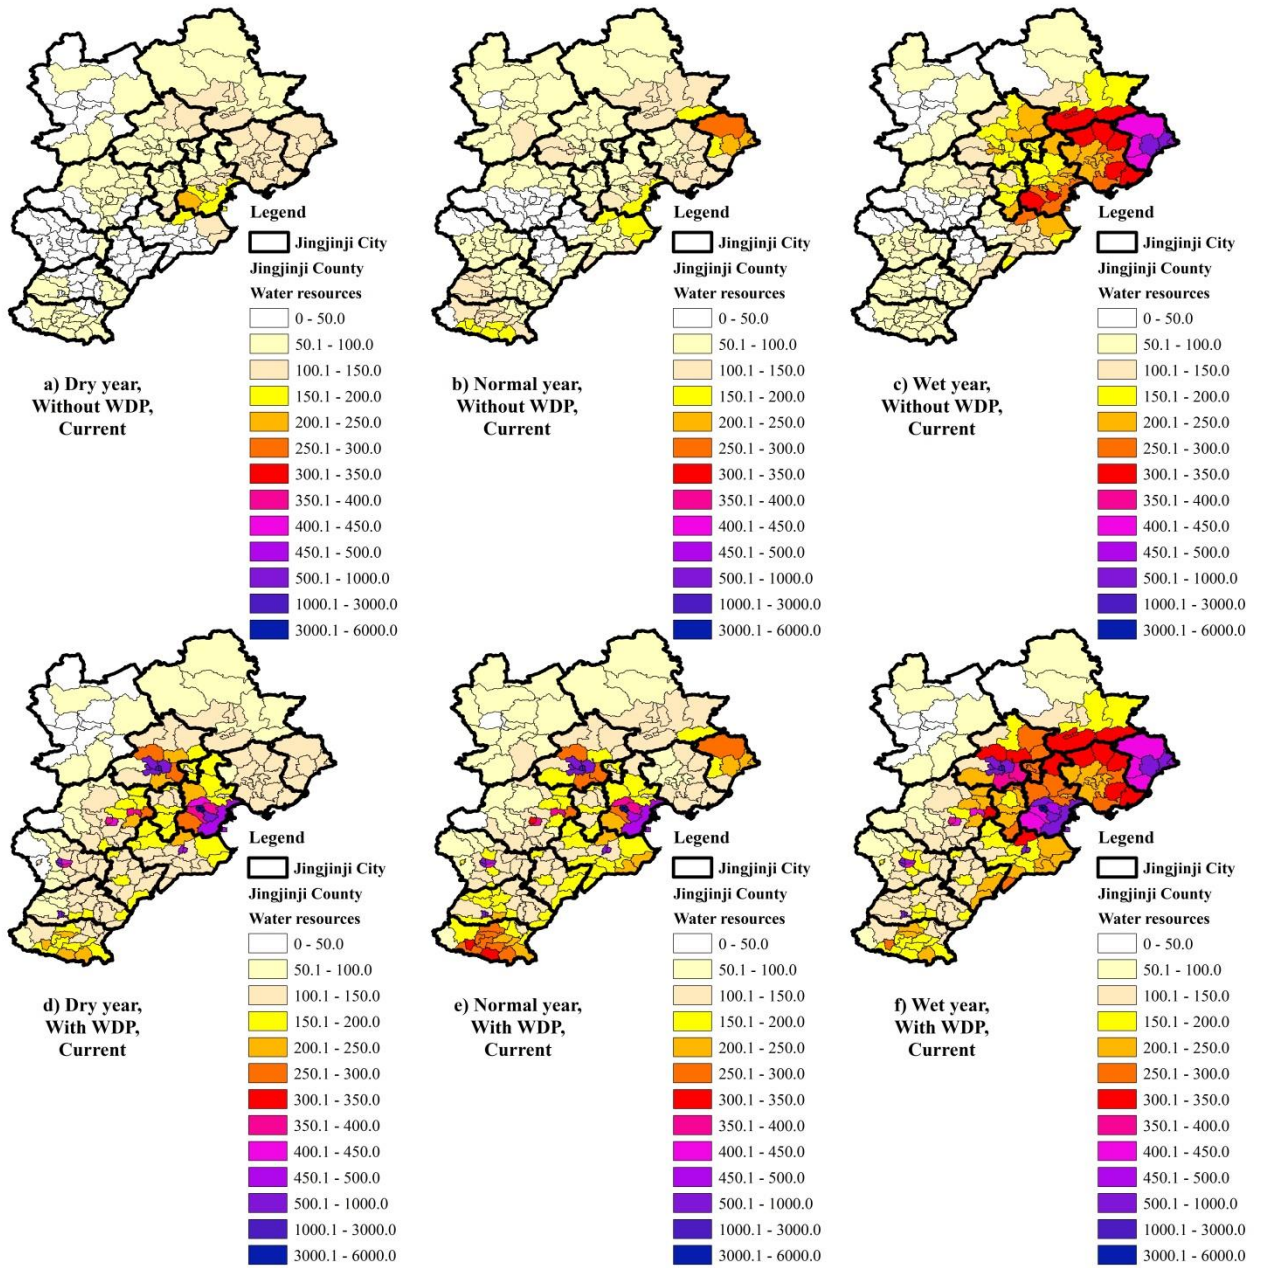 Legend
Jingjinji City
Jingjinji County
Water resources
0 - 50.0
50.1 - 100.0
100.1 - 150.0
150.1 - 200.0
200.1 - 250.0
250.1 - 300.0
300.1 - 350.0
350.1 - 400.0
400.1 - 450.0
450.1 - 500.0
500.1 - 1000.0
1000.1 - 3000.0
3000.1 - 6000.0
a) Dry year,
Without WDP,
Current
Legend
Jingjinji City
Jingjinji County
Water resources
0 - 50.0
50.1 - 100.0
100.1 - 150.0
150.1 - 200.0
200.1 - 250.0
250.1 - 300.0
300.1 - 350.0
350.1 - 400.0
400.1 - 450.0
450.1 - 500.0
500.1 - 1000.0
1000.1 - 3000.0
3000.1 - 6000.0
b) Normal year,
Without WDP,
Current
Legend
Jingjinji City
Jingjinji County
Water resources
0 - 50.0
50.1 - 100.0
100.1 - 150.0
150.1 - 200.0
200.1 - 250.0
250.1 - 300.0
300.1 - 350.0
350.1 - 400.0
400.1 - 450.0
450.1 - 500.0
500.1 - 1000.0
1000.1 - 3000.0
3000.1 - 6000.0
c) Wet year,
Without WDP,
Current
Legend
Jingjinji City
Jingjinji County
Water resources
0 - 50.0
50.1 - 100.0
100.1 - 150.0
150.1 - 200.0
200.1 - 250.0
250.1 - 300.0
300.1 - 350.0
350.1 - 400.0
400.1 - 450.0
450.1 - 500.0
500.1 - 1000.0
1000.1 - 3000.0
3000.1 - 6000.0
d) Dry year,
With WDP,
Current
Legend
Jingjinji City
Jingjinji County
Water resources
0 - 50.0
50.1 - 100.0
100.1 - 150.0
150.1 - 200.0
200.1 - 250.0
250.1 - 300.0
300.1 - 350.0
350.1 - 400.0
400.1 - 450.0
450.1 - 500.0
500.1 - 1000.0
1000.1 - 3000.0
3000.1 - 6000.0
e) Normal year,
With WDP,
Current
Legend
Jingjinji City
Jingjinji County
Water resources
0 - 50.0
50.1 - 100.0
100.1 - 150.0
150.1 - 200.0
200.1 - 250.0
250.1 - 300.0
300.1 - 350.0
350.1 - 400.0
400.1 - 450.0
450.1 - 500.0
500.1 - 1000.0
1000.1 - 3000.0
3000.1 - 6000.0
f) Wet year,
With WDP,
Current